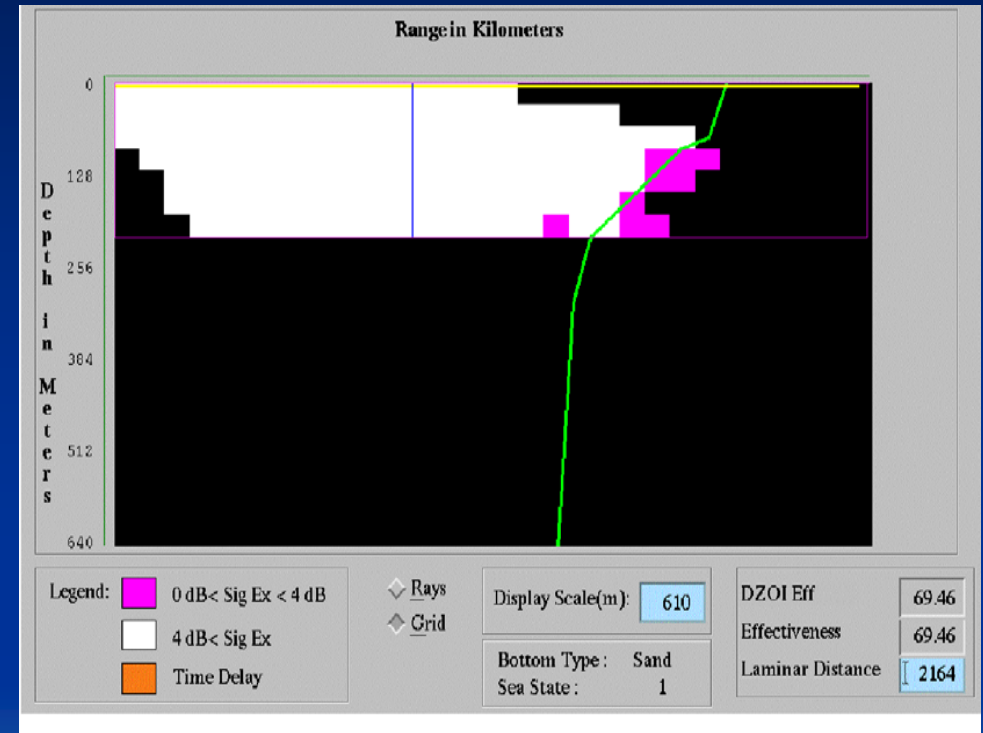 Range in Kilometers
0
128
256
384
512
640
Depth in Meters
Legend:
0 dB< Sig Ex < 4 dB
4 dB< Sig Ex
Time Delay
Rays
Grid
Display Scale(m): 610
Bottom Type : Sand
Sea State : 1
DZOI Eff 69.46
Effectiveness 69.46
Laminar Distance 2164